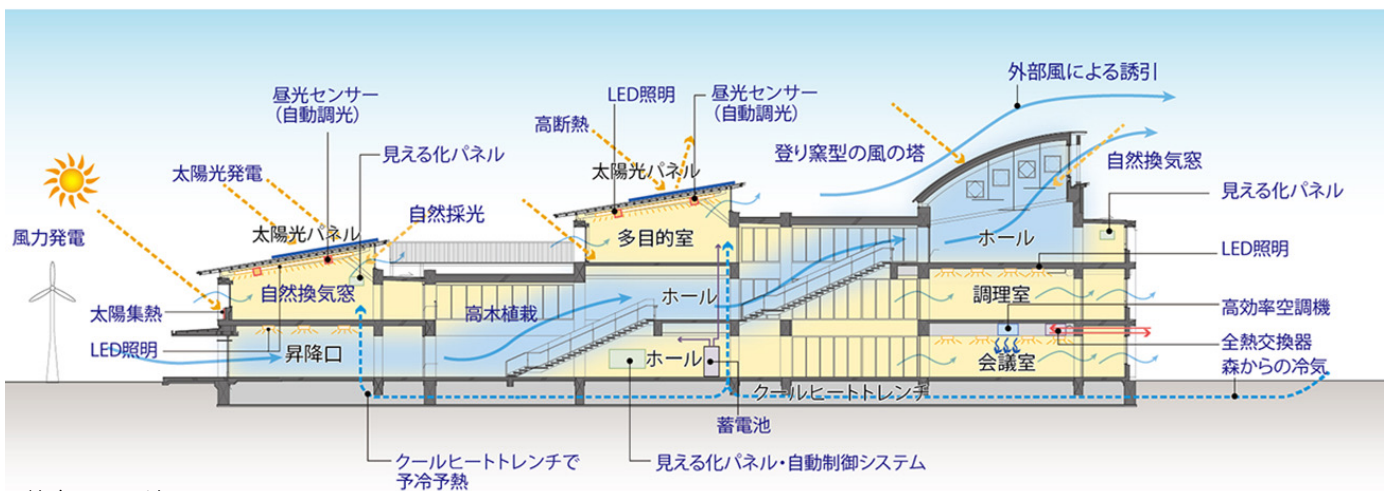 外部風による誘引
昼光センサー
(自動調光)
LED照明
昼光センサー
(自動調光)
高断熱
見える化パネル
登り窯型の風の塔
自然換気窓
太陽光発電
太陽光パネル
見える化パネル
自然採光
風力発電
太陽光パネル
多目的室
ホール
LED照明
自然換気窓
ホール
調理室
高木植栽
高効率空調機
太陽集熱
LED照明
昇降口
ホール
会議室
全熱交換器
森からの冷気
クールヒートトレンチ
蓄電池
クールヒートトレンチで
予冷予熱
見える化パネル・自動制御システム